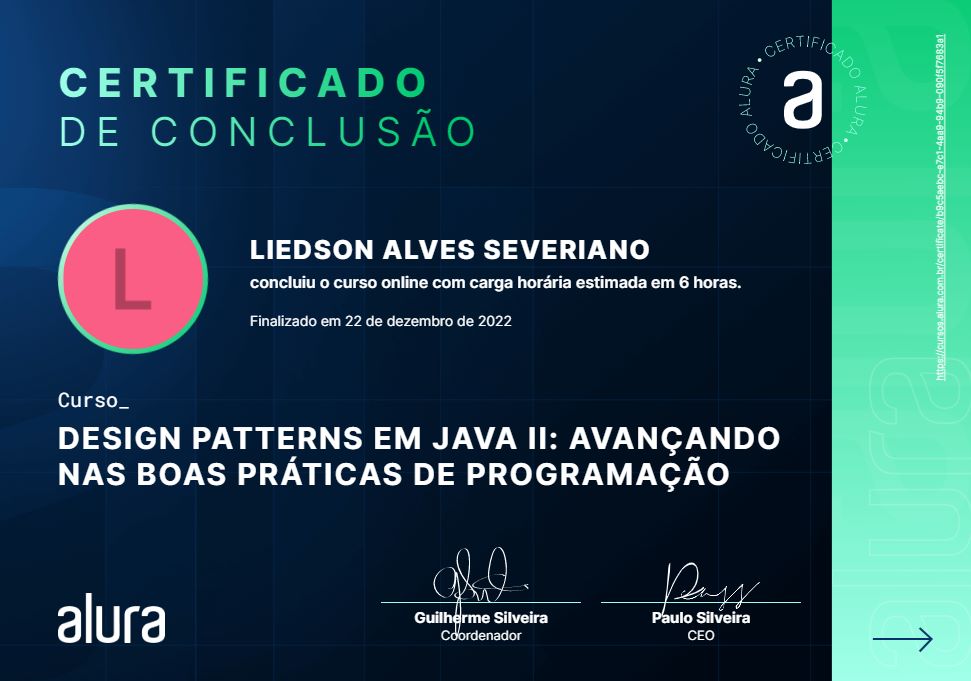 CERTIFICADO
DE CONCLUSÃO
CERTIFICADO ALURA • CERTIFICADO ALURA •
a
L
LIEDSON ALVES SEVERIANO
concluiu o curso online com carga horária estimada em 6 horas.
Finalizado em 22 de dezembro de 2022
Curso_
DESIGN PATTERNS EM JAVA II: AVANÇANDO
NAS BOAS PRÁTICAS DE PROGRAMAÇÃO
alura
Guilherme Silveira
Coordenador
Paulo Silveira
CEO
alura